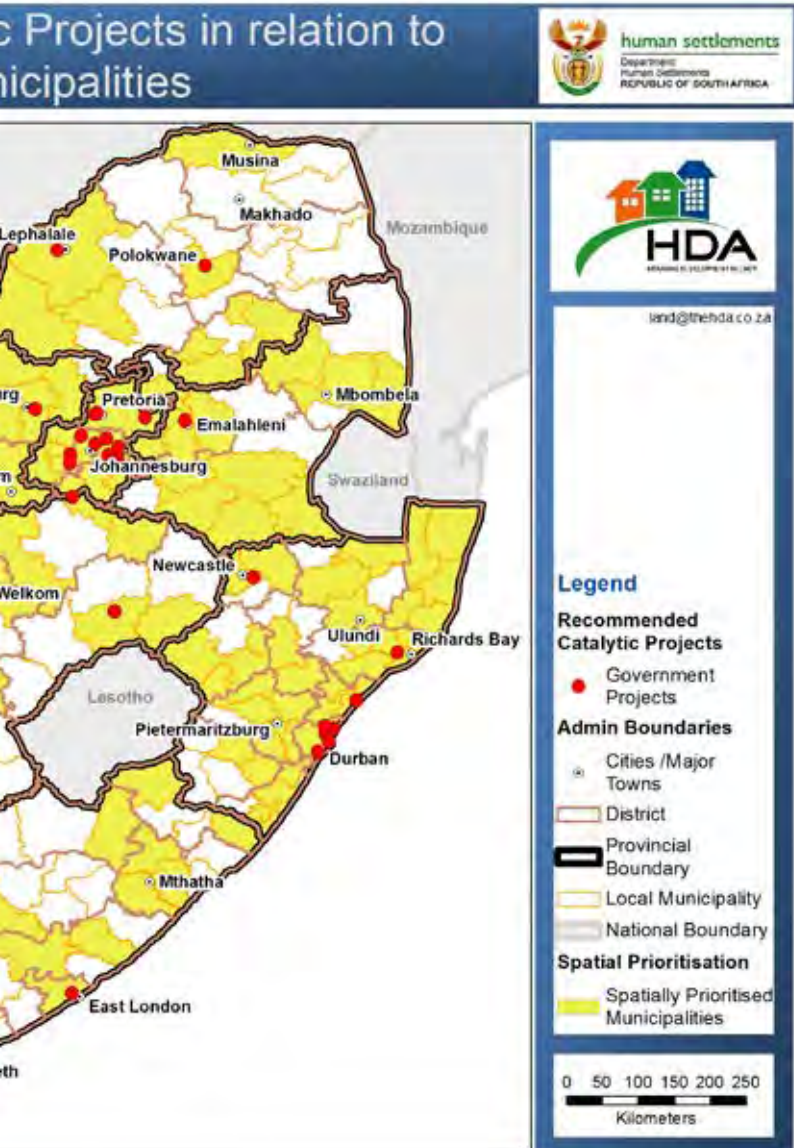 c Projects in relation to
nicipalities
human settlements
Department:
Human Settlements
REPUBLIC OF SOUTH AFRICA
Musina
Makhado
Mozambique
Lephalale
Polokwane
HDA
land@thehda.co.za
rg
Pretoria
Mbombela
Emalahleni
Johannesburg
m
Swaziland
Newcastle
Welkom
Ulundi
Richards Bay
Lesotho
Pietermaritzburg
Durban
Mthatha
East London
eth
Legend
Recommended
Catalytic Projects
Government
Projects
Admin Boundaries
Cities /Major
Towns
District
Provincial
Boundary
Local Municipality
National Boundary
Spatial Prioritisation
Spatially Prioritised
Municipalities
0 50 100 150 200 250
Kilometers